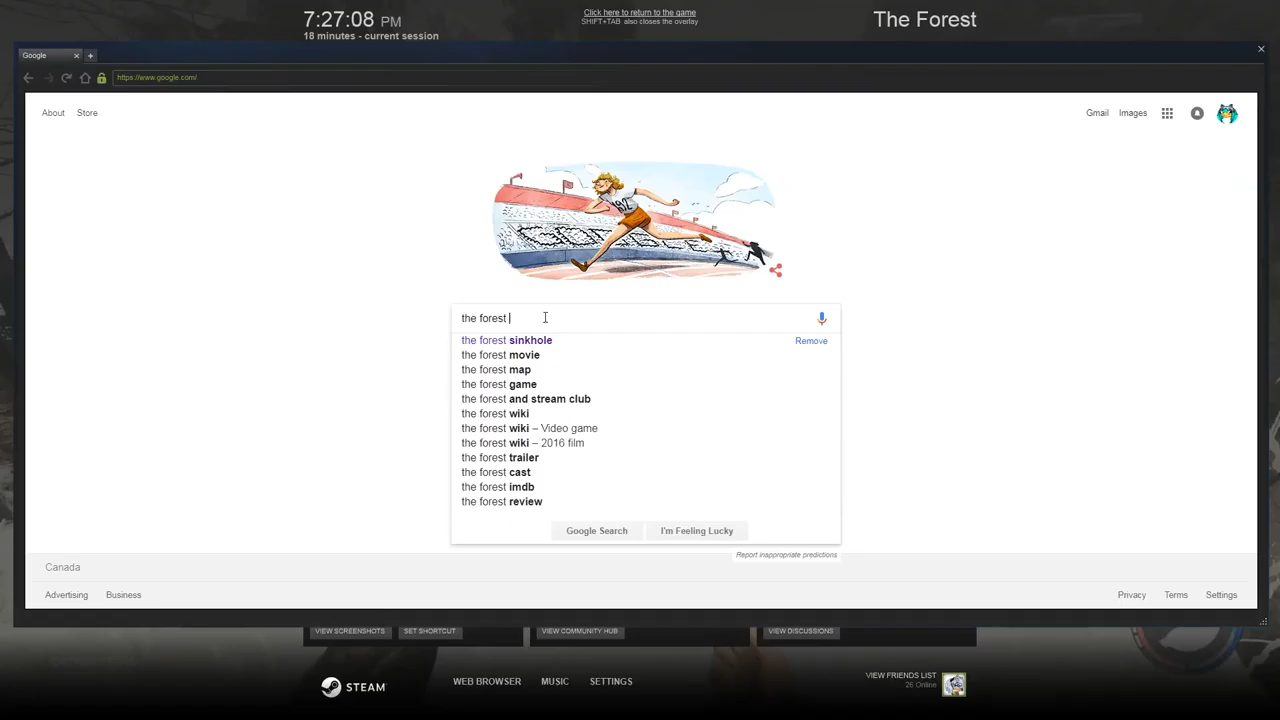 7:27:08 PM
18 minutes - current session
Click here to return to the game
SHIFT+TAB also closes the overlay
The Forest
Google
https://www.google.com/
About Store
Gmail Images
the forest
the forest sinkhole
Remove
the forest movie
the forest map
the forest game
the forest and stream club
the forest wiki
the forest wiki – Video game
the forest wiki – 2016 film
the forest trailer
the forest cast
the forest imdb
the forest review
Google Search I'm Feeling Lucky
Report inappropriate predictions
Canada
Advertising Business
Privacy Terms Settings
VIEW SCREENSHOTS SET SHORTCUT VIEW COMMUNITY HUB VIEW DISCUSSIONS
STEAM
WEB BROWSER MUSIC SETTINGS
VIEW FRIENDS LIST
26 Online